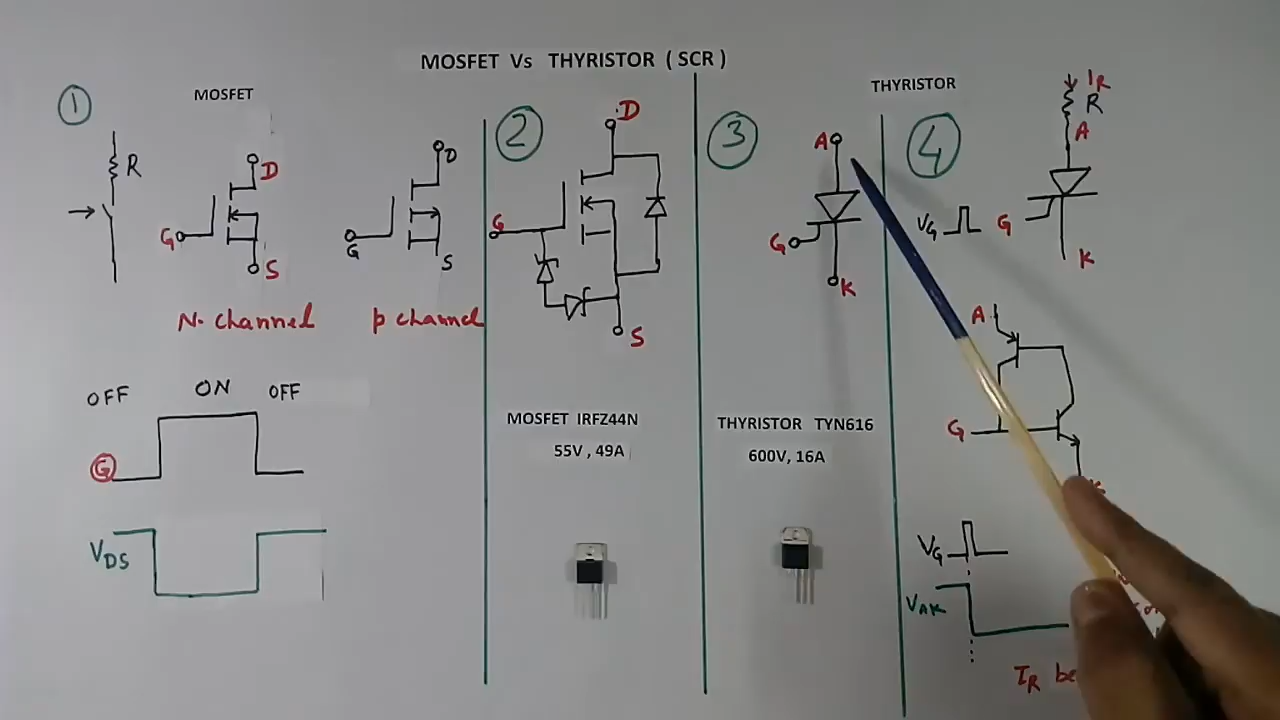 MOSFET Vs THYRISTOR ( SCR )
1
MOSFET
R
D
G
S
N-channel
D
G
S
p channel
OFF ON OFF
G
VDS
2
D
G
S
MOSFET IRFZ44N
55V , 49A
3
A
G
K
THYRISTOR TYN616
600V, 16A
THYRISTOR
4
IR
R
A
VG
G
K
A
G
K
VG
VAK
IR be